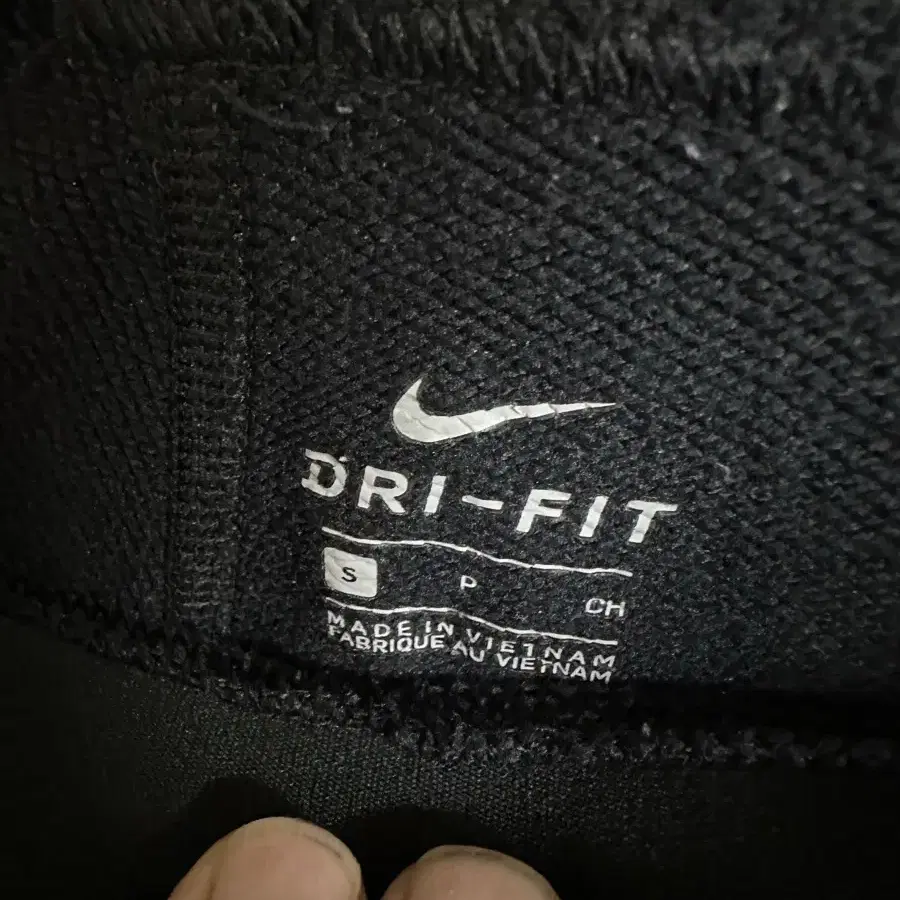 DRI-FIT
S P CH
MADE IN VIETNAM
FABRIQUE AU VIETNAM